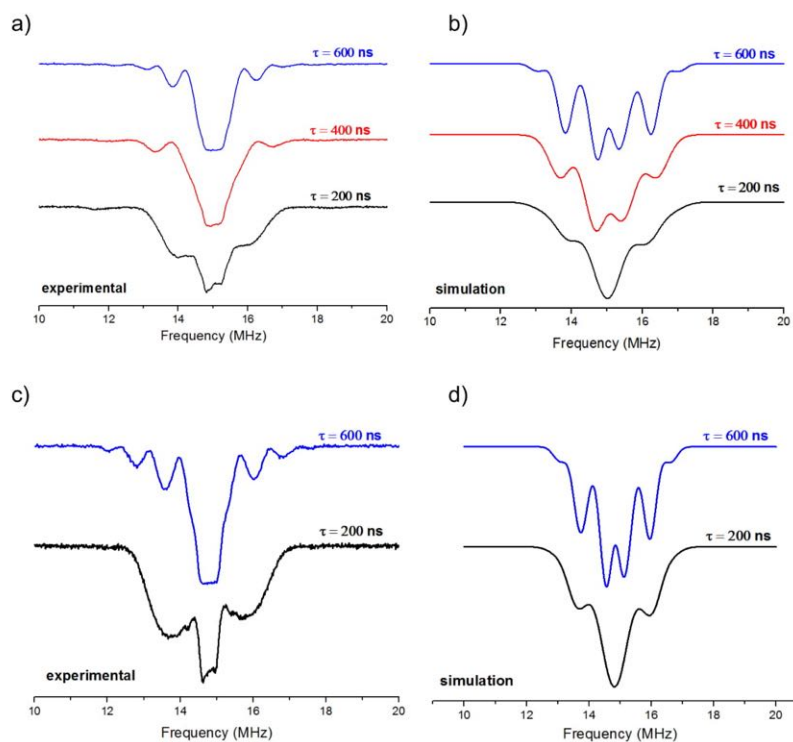 a)
τ = 600 ns
τ = 400 ns
τ = 200 ns
experimental
10 12 14 16 18 20
Frequency (MHz)
b)
τ = 600 ns
τ = 400 ns
τ = 200 ns
simulation
10 12 14 16 18 20
Frequency (MHz)
c)
τ = 600 ns
τ = 200 ns
experimental
10 12 14 16 18 20
Frequency (MHz)
d)
τ = 600 ns
τ = 200 ns
simulation
10 12 14 16 18 20
Frequency (MHz)